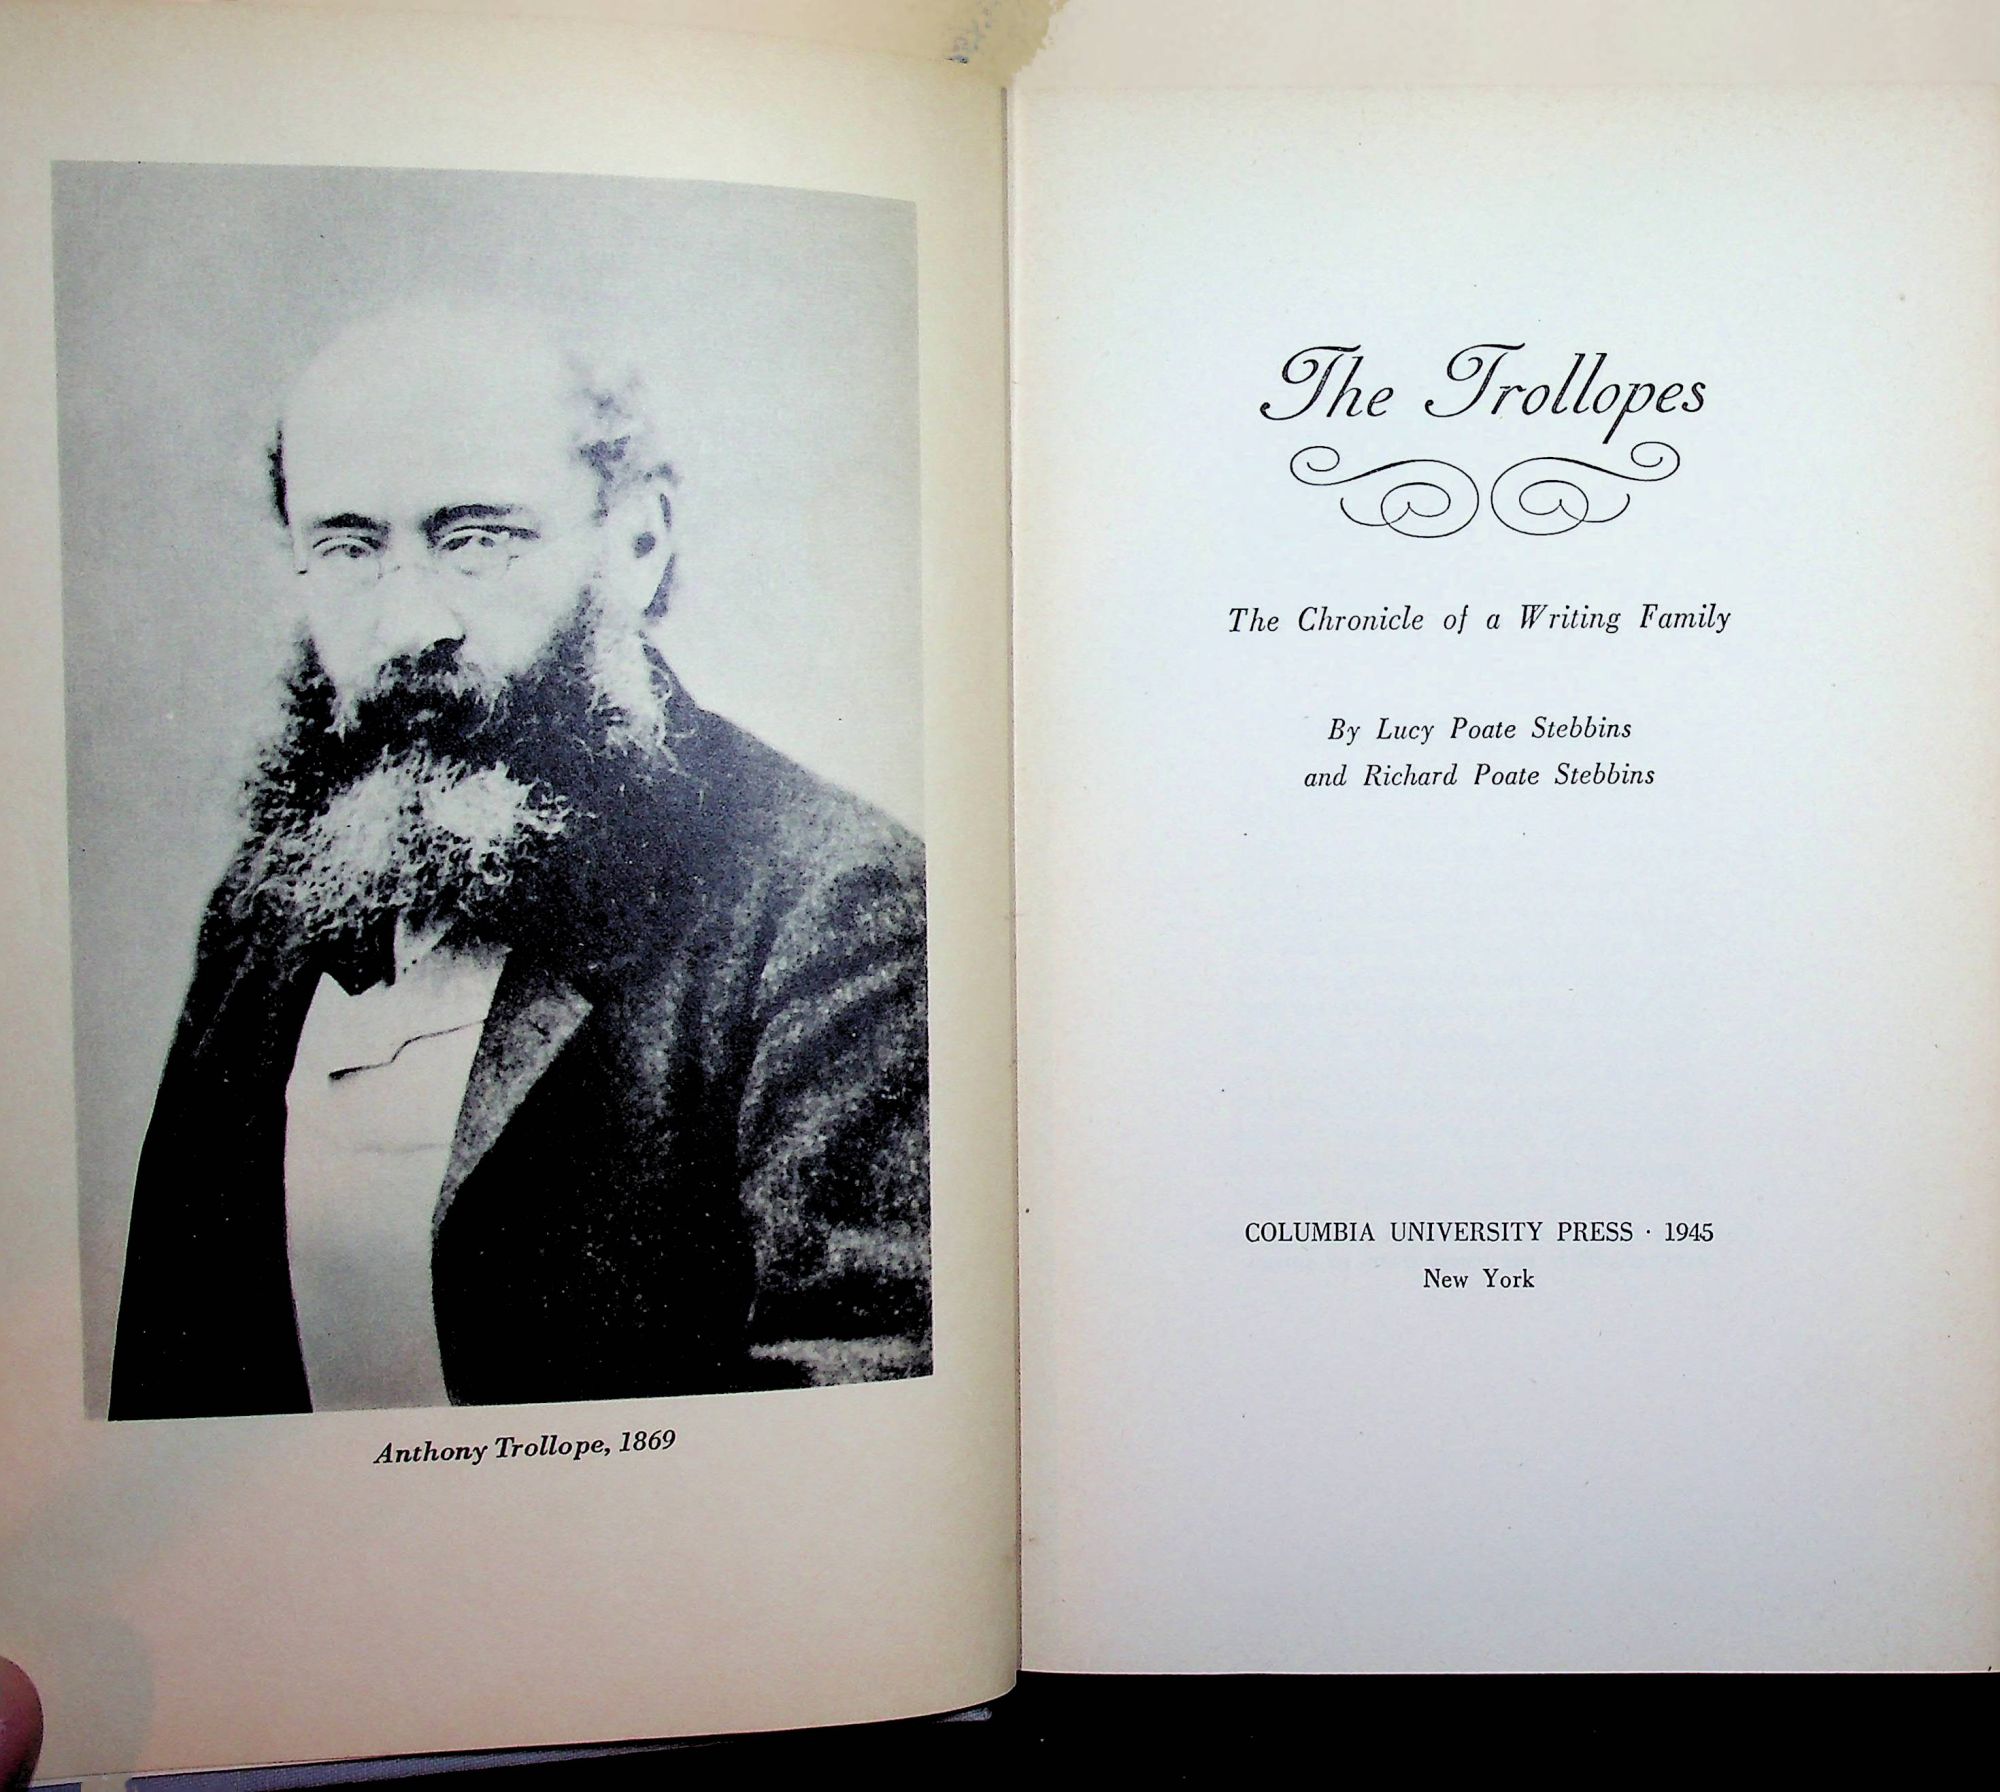 Anthony Trollope, 1869
The Trollopes
The Chronicle of a Writing Family
By Lucy Poate Stebbins
and Richard Poate Stebbins
COLUMBIA UNIVERSITY PRESS · 1945
New York